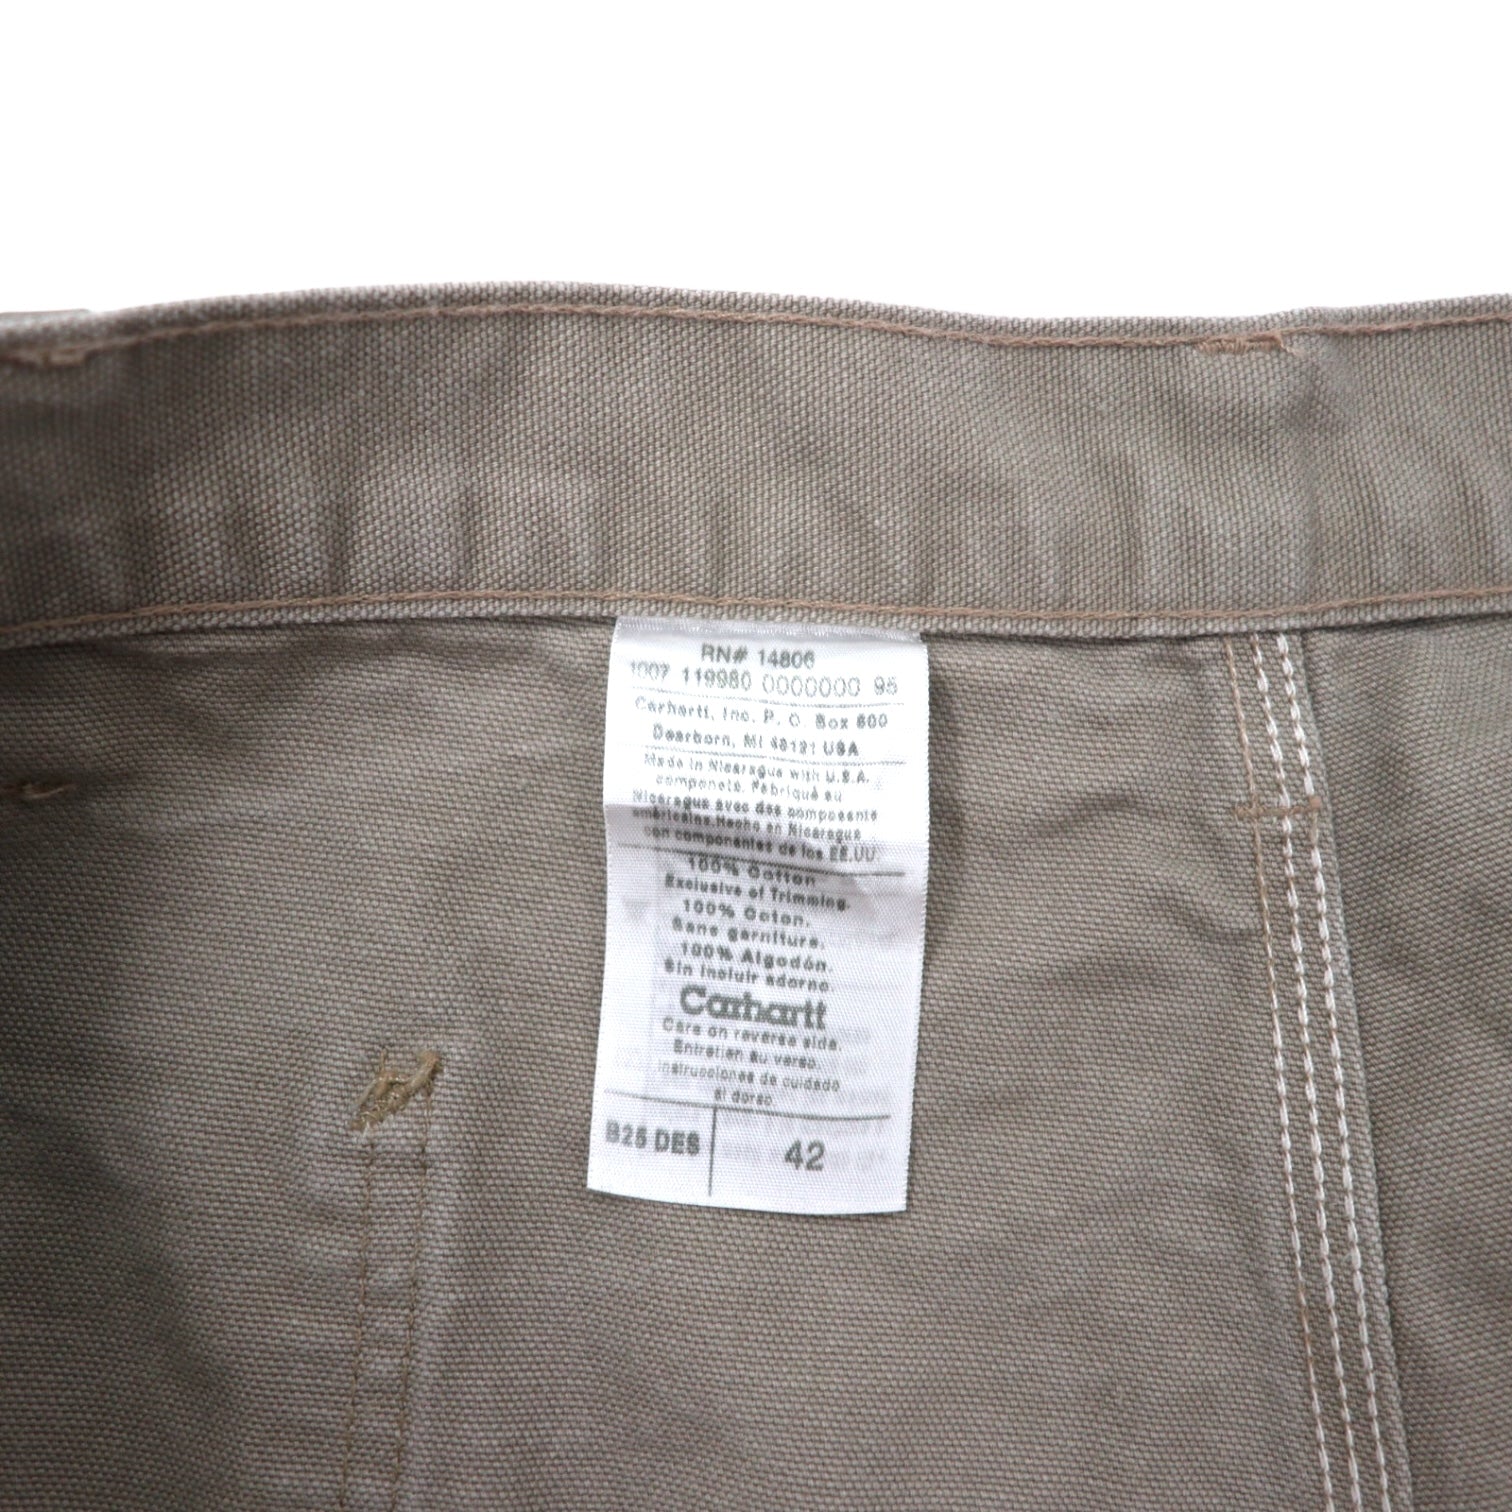 RN# 14806
1007 119980 0000000 95
Carhartt, Inc. P. O. Box 600
Dearborn, MI 48121 USA
Made in Nicaragua with U.S.A.
componets. Fabriqué au
Nicaragua avec des composants
américains. Hecho en Nicaragua
con componentes de los EE.UU.
100% Cotton
Exclusive of Trimming.
100% Coton.
Sans garniture.
100% Algodón.
Sin incluir adorno.
Carhartt
Care on reverse side.
Entretien au verso.
Instrucciones de cuidado
al dorso.
B25 DES 42